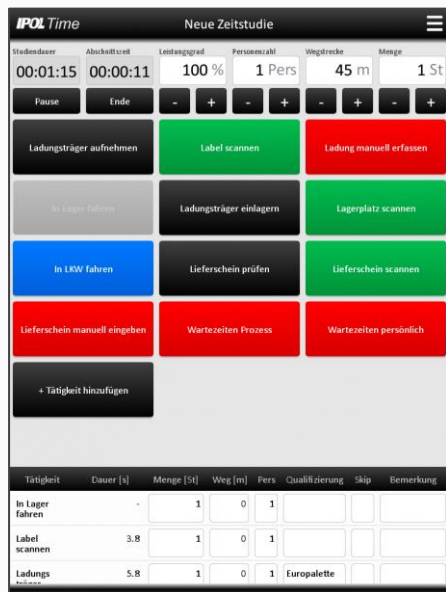 IPOL Time Neue Zeitstudie
Studiendauer Abschnittszeit Leistungsgrad Personenzahl Wegstrecke Menge
00:01:15 00:00:11 100 % 1 Pers 45 m 1 St
Pause Ende - + - + - + - +
Ladungsträger aufnehmen Label scannen Ladung manuell erfassen
In Lager fahren Ladungsträger einlagern Lagerplatz scannen
In LKW fahren Lieferschein prüfen Lieferschein scannen
Lieferschein manuell eingeben Wartezeiten Prozess Wartezeiten persönlich
+ Tätigkeit hinzufügen
Tätigkeit Dauer [s] Menge [St] Weg [m] Pers Qualifizierung Skip Bemerkung
In Lager - 1 0 1
fahren
Label 3.8 1 0 1
scannen
Ladungs 5.8 1 0 1 Europalette
träger